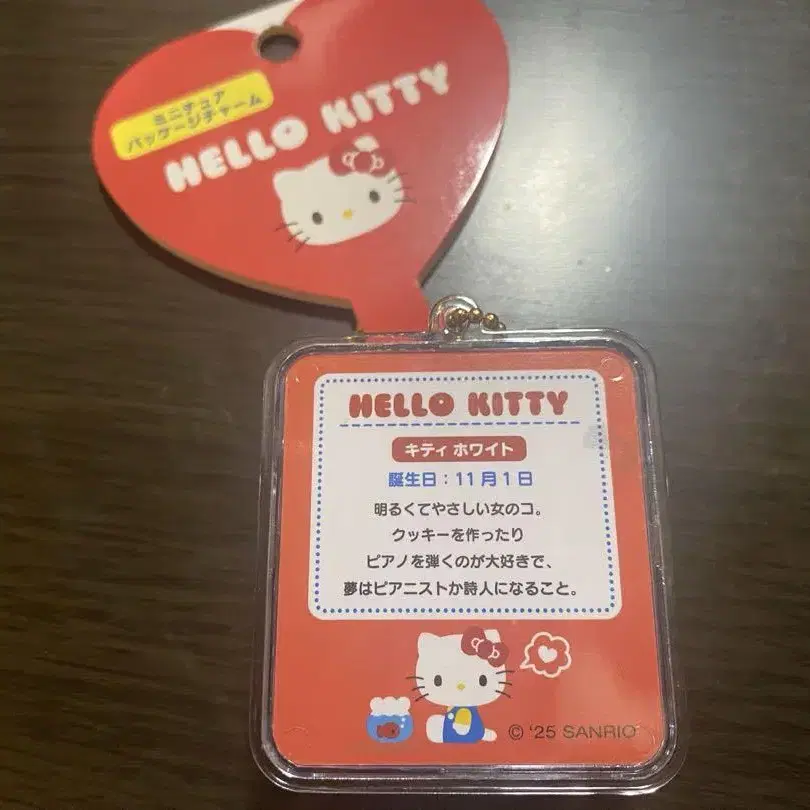 ミニチュア
パッケージチャーム
HELLO KITTY
HELLO KITTY
キティ ホワイト
誕生日：11月1日
明るくてやさしい女のコ。
クッキーを作ったり
ピアノを弾くのが大好きで、
夢はピアニストか詩人になること。
© '25 SANRIO